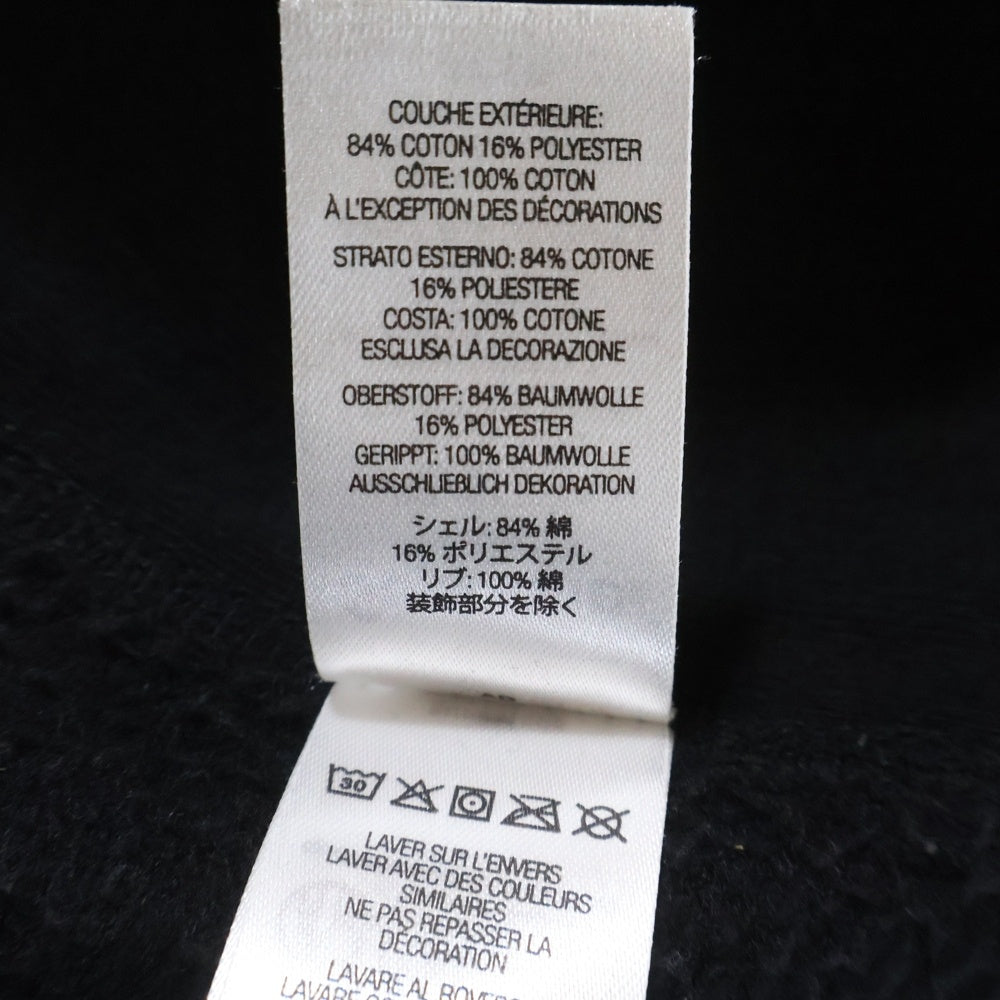 COUCHE EXTÉRIEURE:
84% COTON 16% POLYESTER
CÔTE: 100% COTON
À L'EXCEPTION DES DÉCORATIONS
STRATO ESTERNO: 84% COTONE
16% POLIESTERE
COSTA: 100% COTONE
ESCLUSA LA DECORAZIONE
OBERSTOFF: 84% BAUMWOLLE
16% POLYESTER
GERIPPT: 100% BAUMWOLLE
AUSSCHLIEßLICH DEKORATION
シェル: 84% 綿
16% ポリエステル
リブ: 100% 綿
装飾部分を除く
30
LAVER SUR L'ENVERS
LAVER AVEC DES COULEURS
SIMILAIRES
NE PAS REPASSER LA
DÉCORATION
LAVARE AL ROVESC
LAVARE